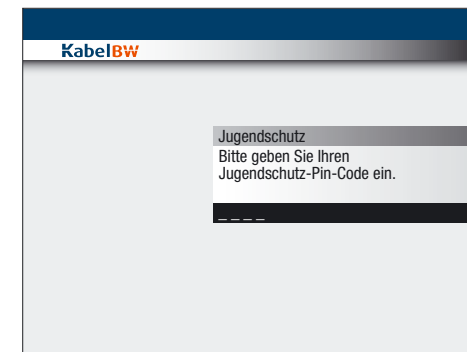 KabelBW
Jugendschutz
Bitte geben Sie Ihren
Jugendschutz-Pin-Code ein.
_ _ _ _